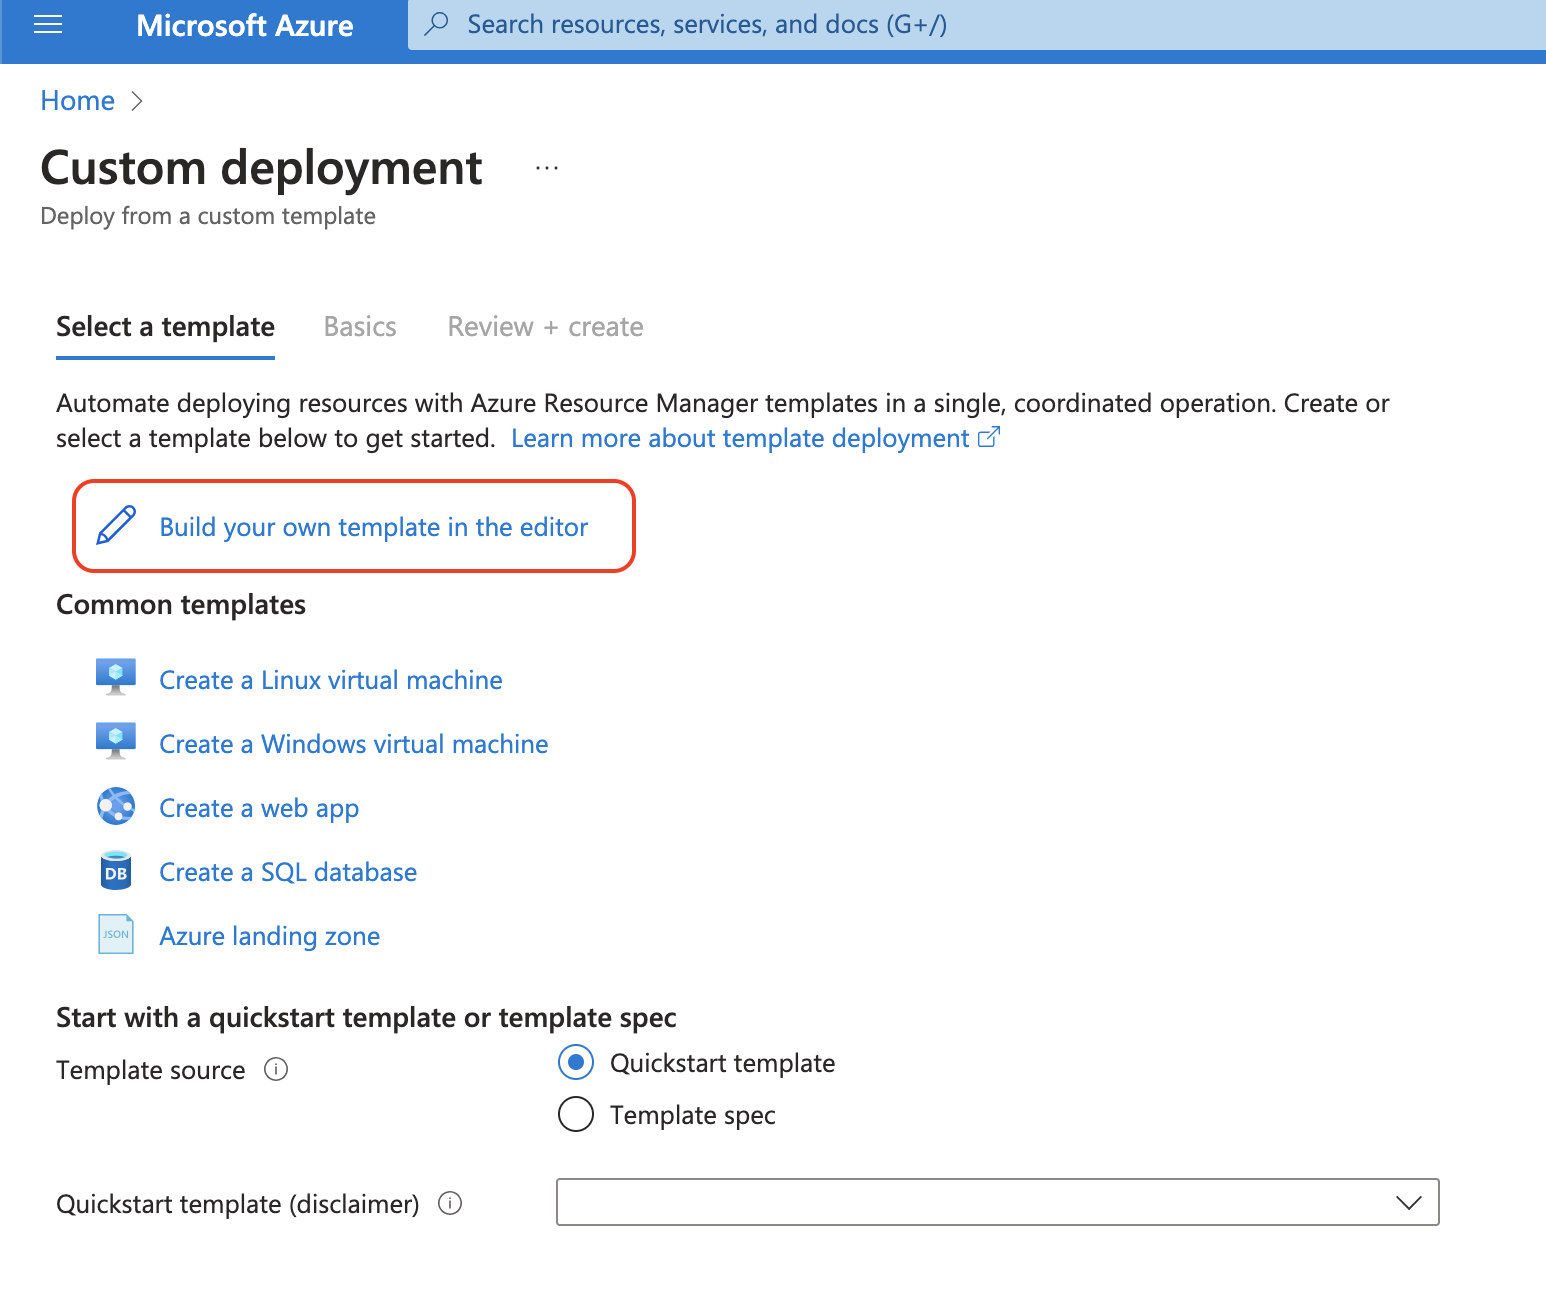 Microsoft Azure
Search resources, services, and docs (G+/)
Home
Custom deployment
...
Deploy from a custom template
Select a template
Basics
Review + create
Automate deploying resources with Azure Resource Manager templates in a single, coordinated operation. Create or
select a template below to get started. Learn more about template deployment
Build your own template in the editor
Common templates
Create a Linux virtual machine
Create a Windows virtual machine
Create a web app
DB
Create a SQL database
JSON
Azure landing zone
Start with a quickstart template or template spec
Template source
Quickstart template
Template spec
Quickstart template (disclaimer)